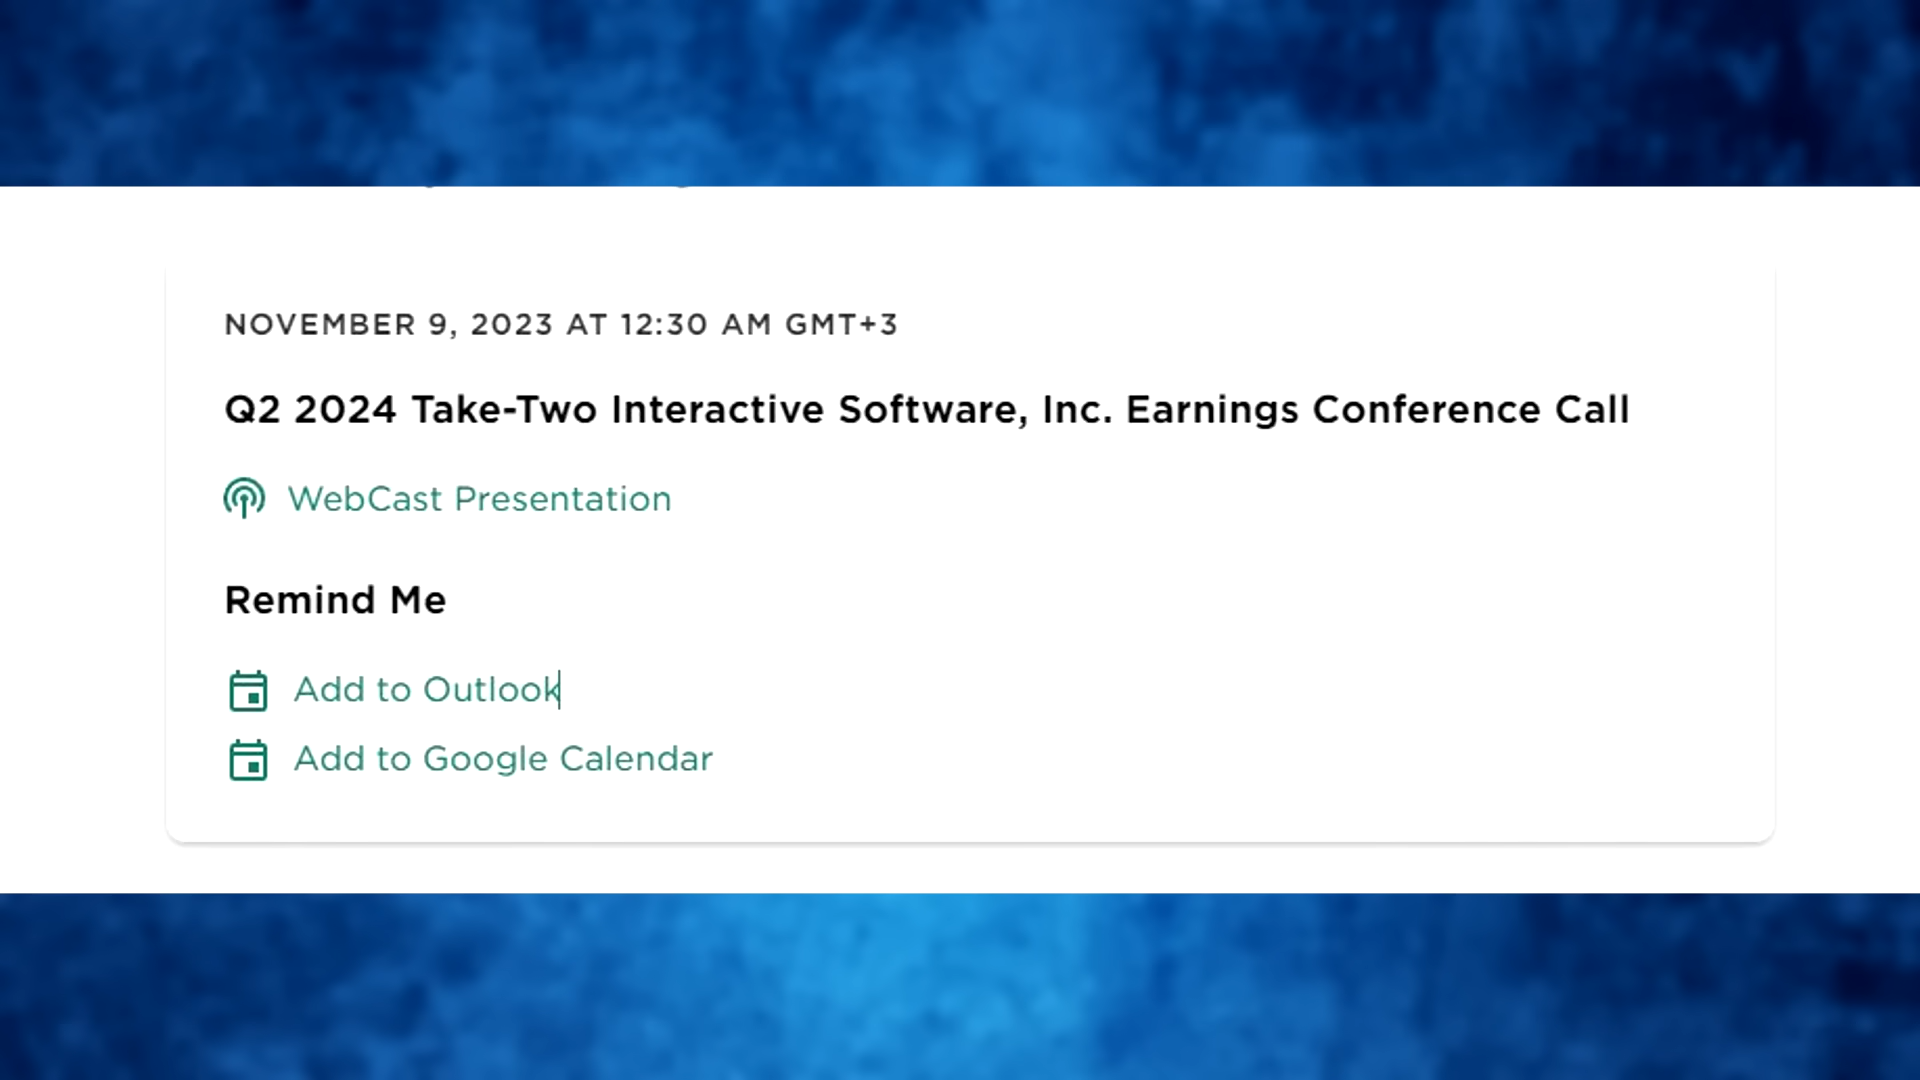 NOVEMBER 9, 2023 AT 12:30 AM GMT+3
Q2 2024 Take-Two Interactive Software, Inc. Earnings Conference Call
WebCast Presentation
Remind Me
Add to Outlook
Add to Google Calendar